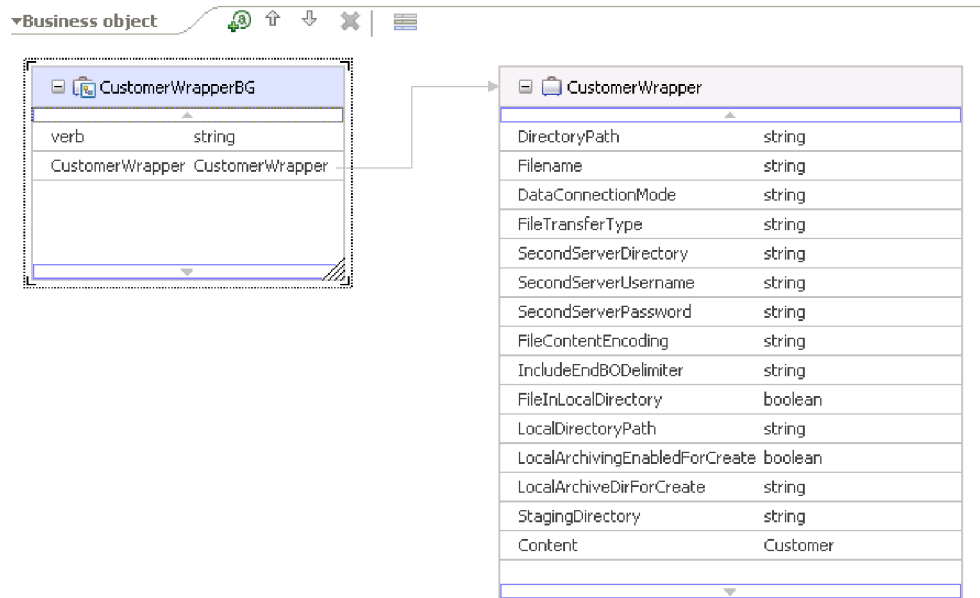 Business object
CustomerWrapperBG
verb string
CustomerWrapper CustomerWrapper
CustomerWrapper
DirectoryPath string
Filename string
DataConnectionMode string
FileTransferType string
SecondServerDirectory string
SecondServerUsername string
SecondServerPassword string
FileContentEncoding string
IncludeEndBODelimiter string
FileInLocalDirectory boolean
LocalDirectoryPath string
LocalArchivingEnabledForCreate boolean
LocalArchiveDirForCreate string
StagingDirectory string
Content Customer